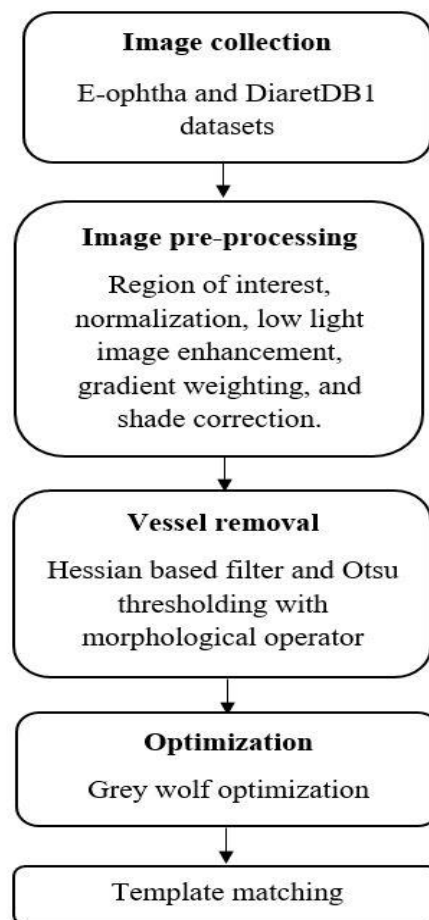 Image collection
E-ophtha and DiaretDB1
datasets
Image pre-processing
Region of interest,
normalization, low light
image enhancement,
gradient weighting, and
shade correction.
Vessel removal
Hessian based filter and Otsu
thresholding with
morphological operator
Optimization
Grey wolf optimization
Template matching